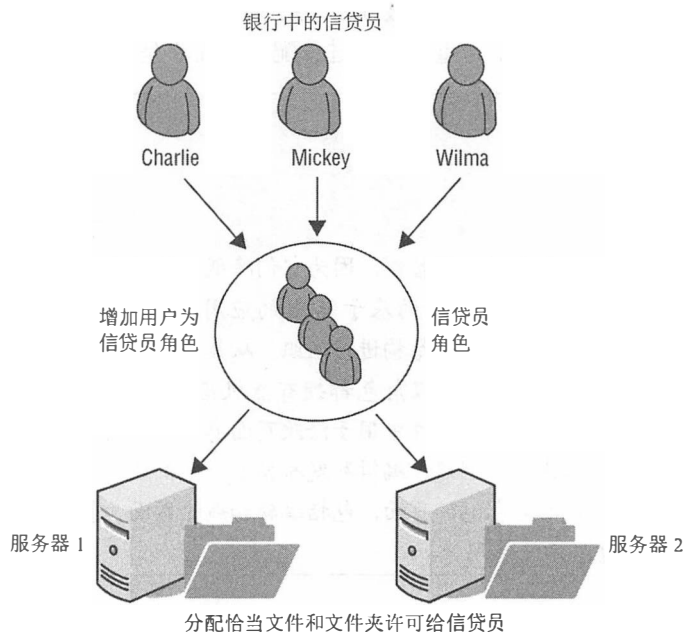 银行中的信贷员
Charlie
Mickey
Wilma
增加用户为
信贷员角色
信贷员
角色
服务器 1
服务器 2
分配恰当文件和文件夹许可给信贷员